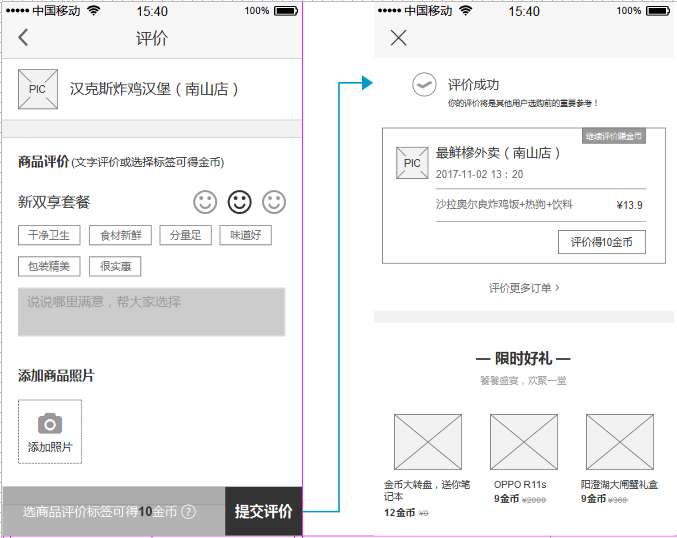 中国移动 15:40 100%
评价
PIC 汉克斯炸鸡汉堡（南山店）
商品评价(文字评价或选择标签可得金币)
新双享套餐
干净卫生 食材新鲜 分量足 味道好
包装精美 很实惠
说说哪里满意，帮大家选择
添加商品照片
添加照片
选商品评价标签可得10金币 ? 提交评价
中国移动 15:40 100%
评价成功
你的评价将是其他用户选购前的重要参考！
继续评价赚金币
PIC 最鲜椮外卖（南山店）
2017-11-02 13：20
沙拉奥尔良炸鸡饭+热狗+饮料 ¥13.9
评价得10金币
评价更多订单
— 限时好礼 —
饕餮盛宴，欢聚一堂
金币大转盘，送你笔记本
12金币 ¥0
OPPO R11s
9金币 ¥2800
阳澄湖大闸蟹礼盒
9金币 ¥388